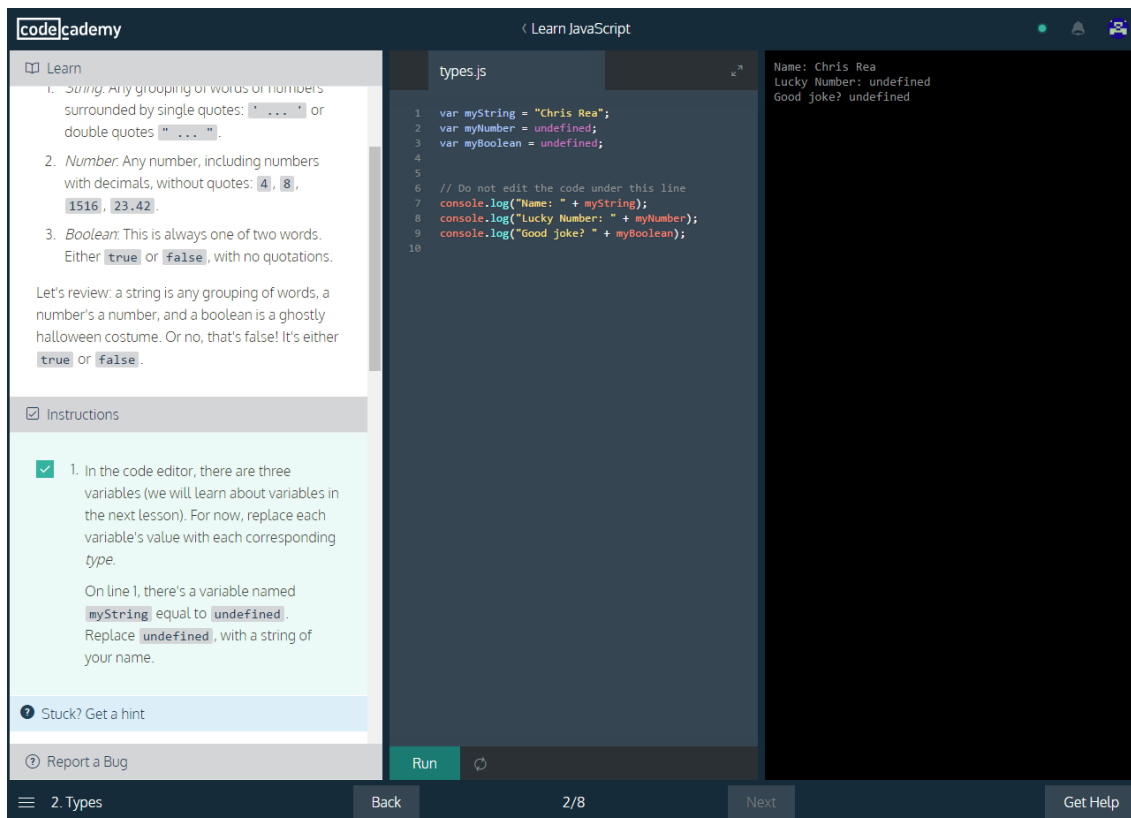 codecademy
Learn JavaScript
Learn
1. String: Any grouping of words or numbers
surrounded by single quotes: ' ... ' or
double quotes " ... ".
2. Number: Any number, including numbers
with decimals, without quotes: 4, 8,
1516, 23.42.
3. Boolean: This is always one of two words.
Either true or false, with no quotations.
Let's review: a string is any grouping of words, a
number's a number, and a boolean is a ghostly
halloween costume. Or no, that's false! It's either
true or false.
Instructions
1. In the code editor, there are three
variables (we will learn about variables in
the next lesson). For now, replace each
variable's value with each corresponding
type.
On line 1, there's a variable named
myString equal to undefined.
Replace undefined, with a string of
your name.
Stuck? Get a hint
Report a Bug
types.js
1 var myString = "Chris Rea";
2 var myNumber = undefined;
3 var myBoolean = undefined;
4
5
6 // Do not edit the code under this line
7 console.log("Name: " + myString);
8 console.log("Lucky Number: " + myNumber);
9 console.log("Good joke? " + myBoolean);
10
Run
Name: Chris Rea
Lucky Number: undefined
Good joke? undefined
2. Types
Back
2/8
Next
Get Help